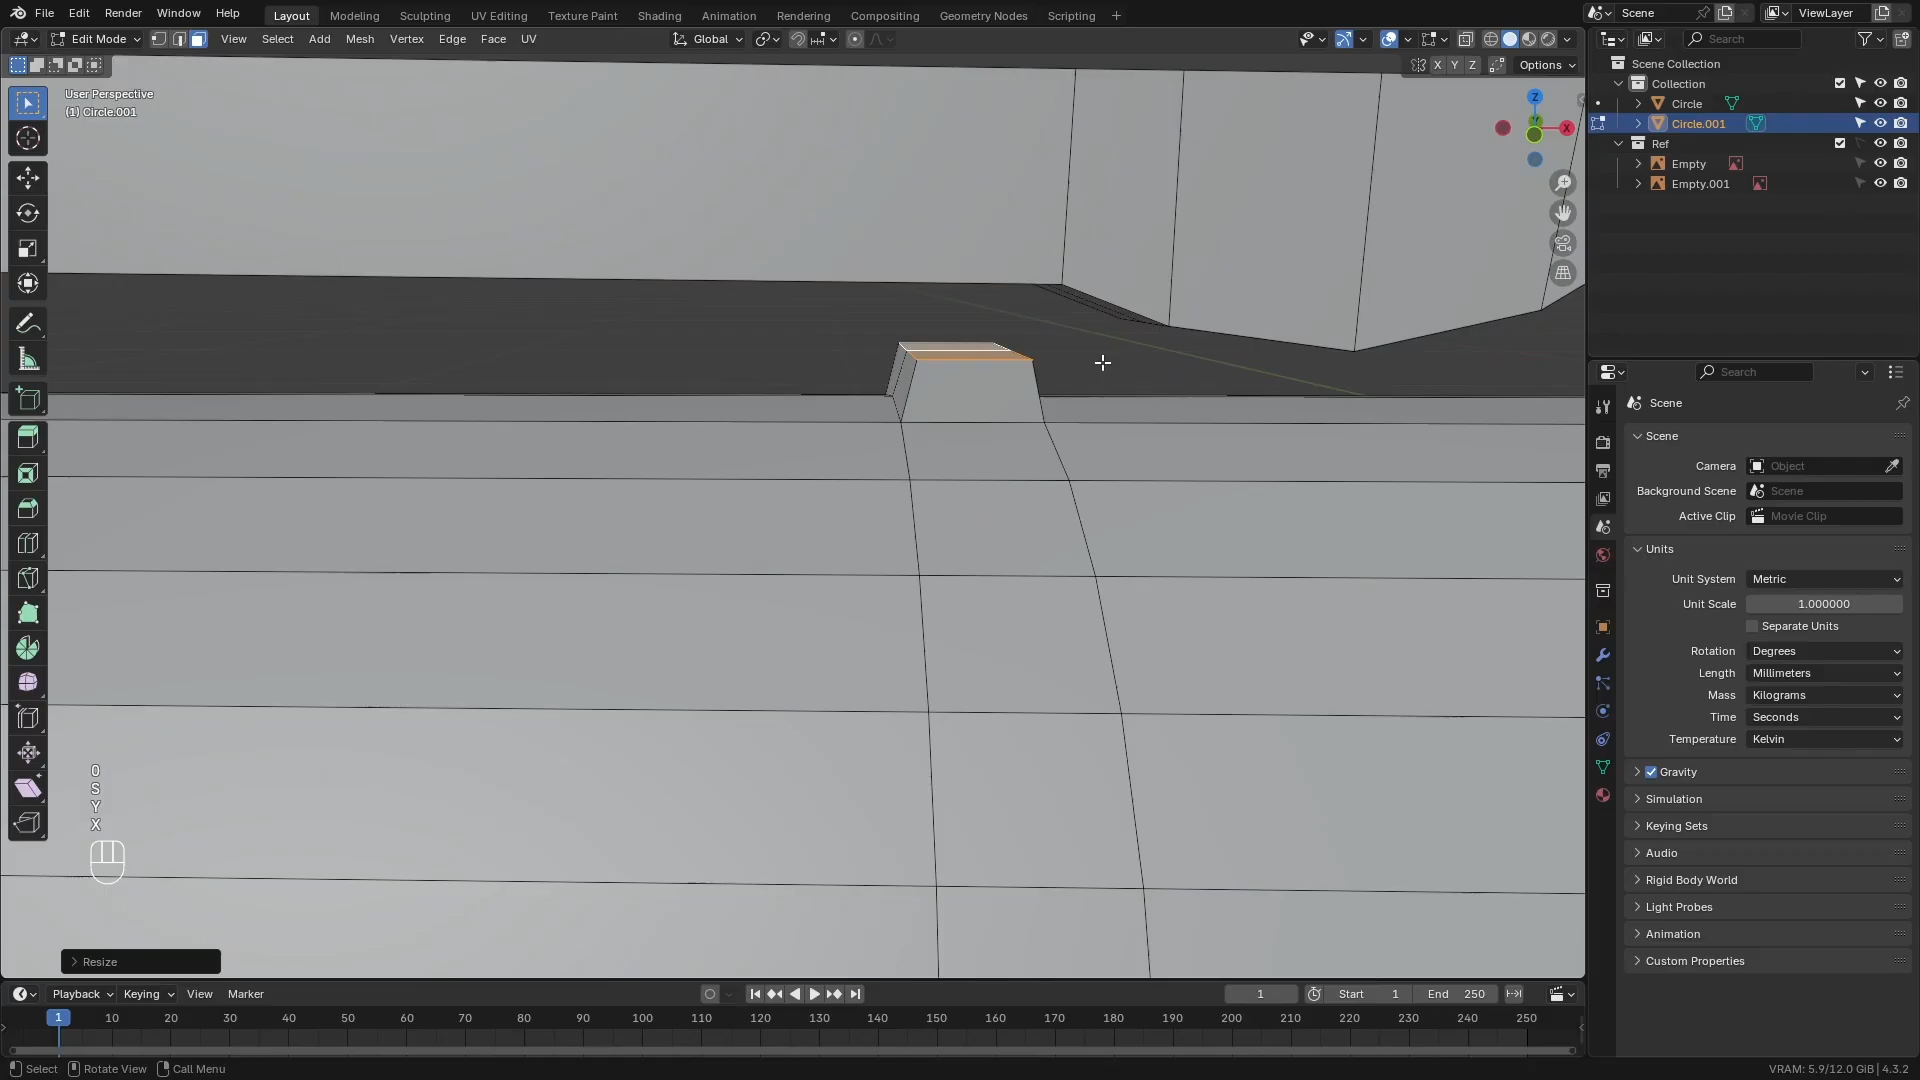 File Edit Render Window Help Layout Modeling Sculpting UV Editing Texture Paint Shading Animation Rendering Compositing Geometry Nodes Scripting + Scene ViewLayer
Edit Mode View Select Add Mesh Vertex Edge Face UV Global Search
X Y Z Options
User Perspective
(1) Circle.001
Z
X
Scene Collection
Collection
Circle
Circle.001
Ref
Empty
Empty.001
Search
Scene
Scene
Camera Object
Background Scene Scene
Active Clip Movie Clip
Units
Unit System Metric
Unit Scale 1.000000
Separate Units
Rotation Degrees
Length Millimeters
Mass Kilograms
Time Seconds
Temperature Kelvin
Gravity
Simulation
Keying Sets
Audio
Rigid Body World
Light Probes
Animation
Custom Properties
0
S
Y
X
Resize
Playback Keying View Marker 1 Start 1 End 250
1 10 20 30 40 50 60 70 80 90 100 110 120 130 140 150 160 170 180 190 200 210 220 230 240 250
Select Rotate View Call Menu VRAM: 5.9/12.0 GiB | 4.3.2